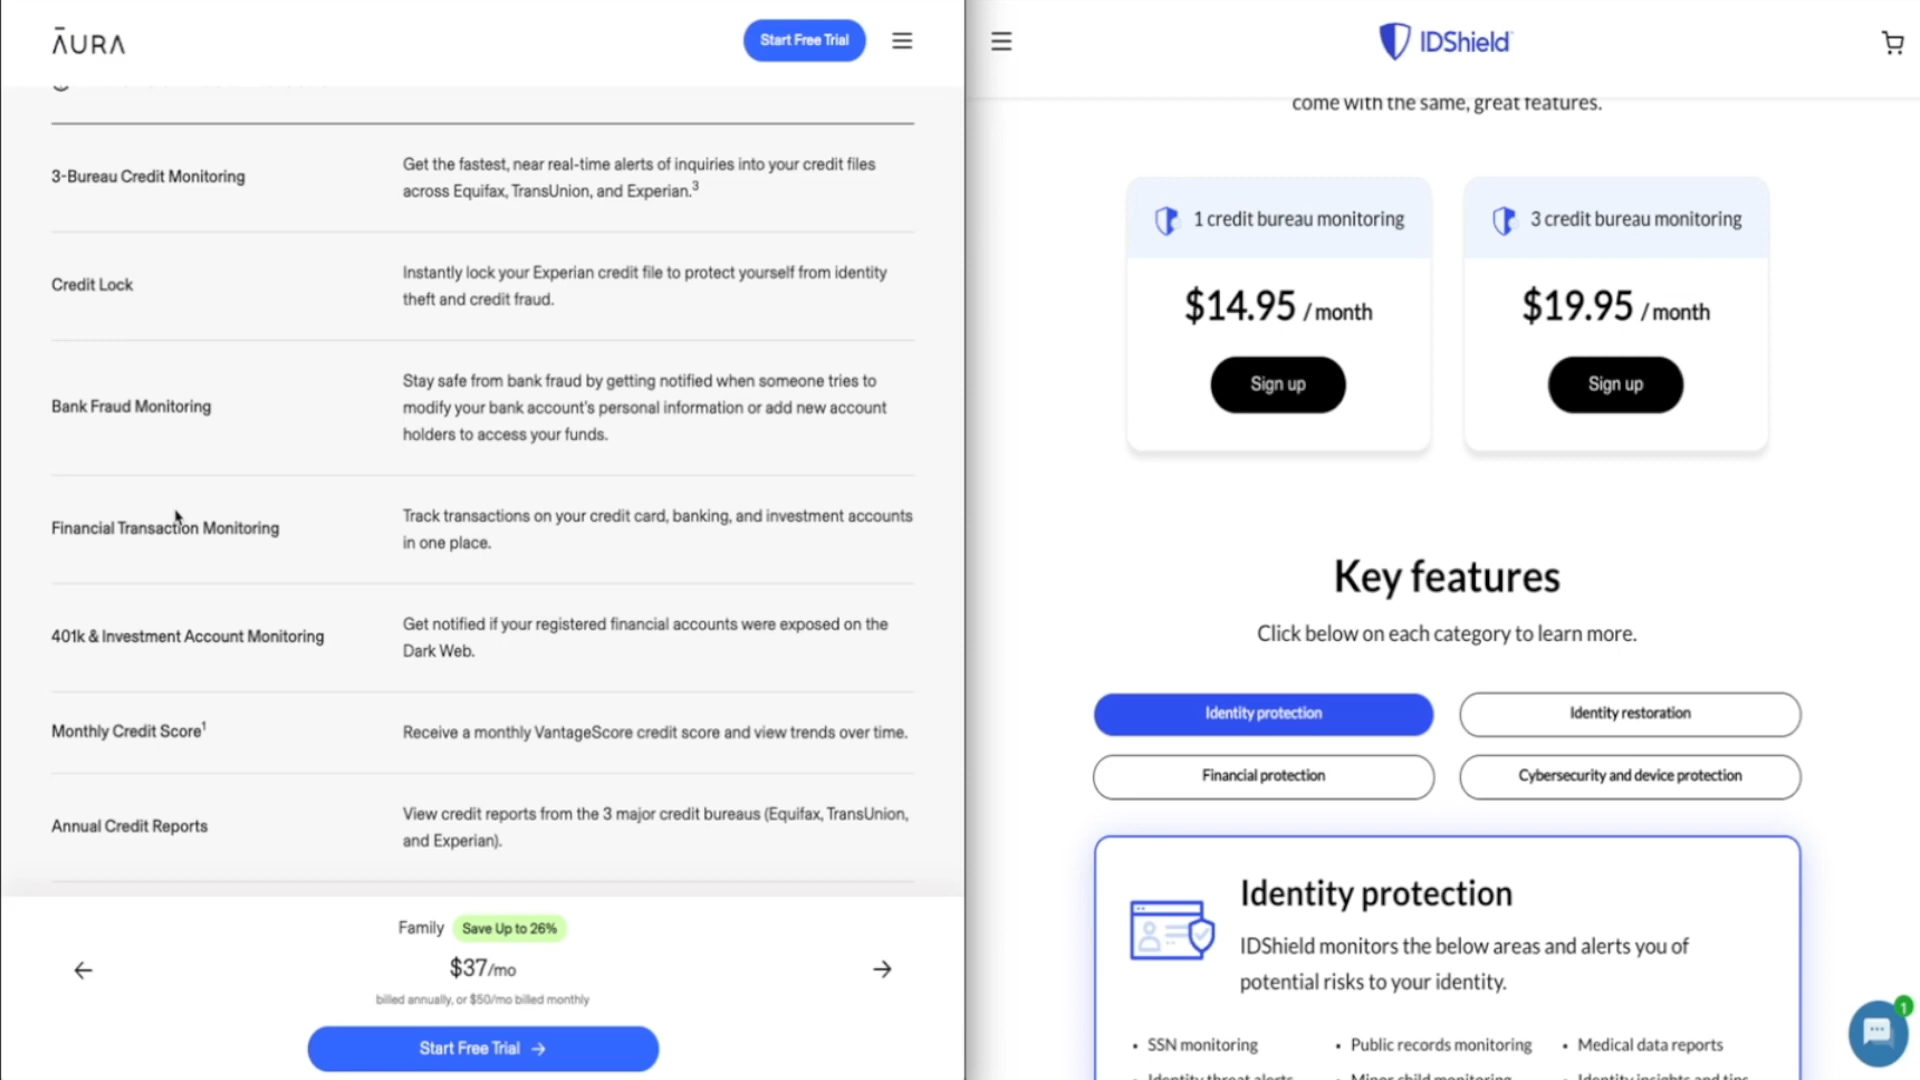 AURA
Start Free Trial
3-Bureau Credit Monitoring
Get the fastest, near real-time alerts of inquiries into your credit files
across Equifax, TransUnion, and Experian.3
Credit Lock
Instantly lock your Experian credit file to protect yourself from identity
theft and credit fraud.
Bank Fraud Monitoring
Stay safe from bank fraud by getting notified when someone tries to
modify your bank account's personal information or add new account
holders to access your funds.
Financial Transaction Monitoring
Track transactions on your credit card, banking, and investment accounts
in one place.
401k & Investment Account Monitoring
Get notified if your registered financial accounts were exposed on the
Dark Web.
Monthly Credit Score1
Receive a monthly VantageScore credit score and view trends over time.
Annual Credit Reports
View credit reports from the 3 major credit bureaus (Equifax, TransUnion,
and Experian).
Family Save Up to 26%
$37/mo
billed annually, or $50/mo billed monthly
Start Free Trial
IDShield
come with the same, great features.
1 credit bureau monitoring
$14.95 / month
Sign up
3 credit bureau monitoring
$19.95 / month
Sign up
Key features
Click below on each category to learn more.
Identity protection
Identity restoration
Financial protection
Cybersecurity and device protection
Identity protection
IDShield monitors the below areas and alerts you of
potential risks to your identity.
• SSN monitoring
• Public records monitoring
• Medical data reports
Identity threat alerts
Minor child monitoring
Identity insights and tips
1